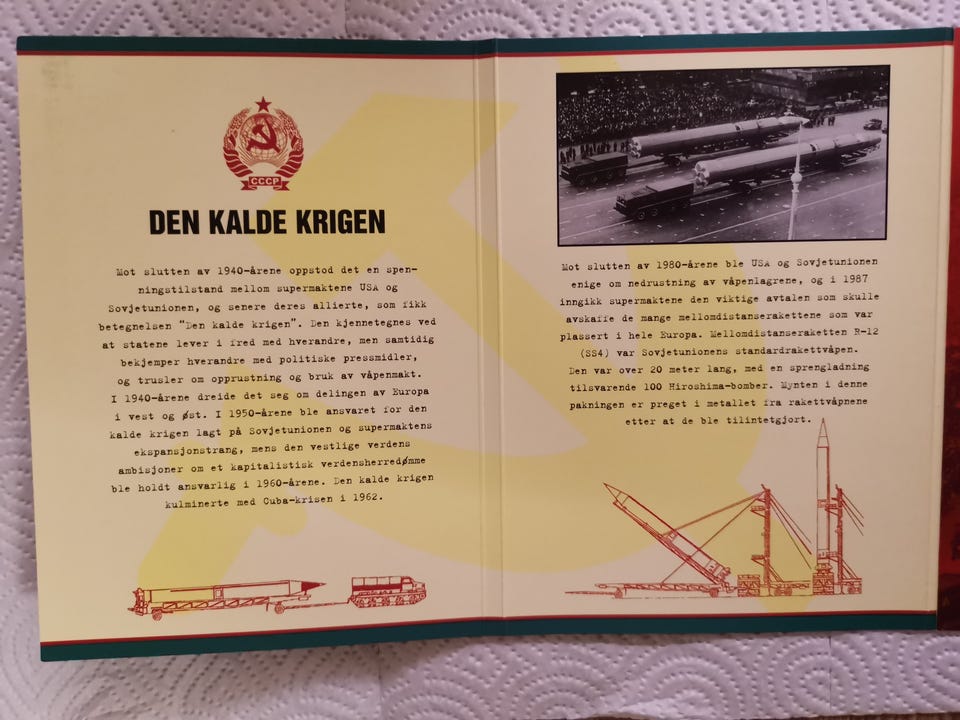 CCCP
DEN KALDE KRIGEN
Mot slutten av 1940-årene oppstod det en spen-
ningstilstand mellom supermaktene USA og
Sovjetunionen, og senere deres allierte, som fikk
betegnelsen "Den kalde krigen". Den kjennetegnes ved
at statene lever i fred med hverandre, men samtidig
bekjemper hverandre med politiske pressmidler,
og trusler om opprustning og bruk av våpenmakt.
I 1940-årene dreide det seg om delingen av Europa
i vest og øst. I 1950-årene ble ansvaret for den
kalde krigen lagt på Sovjetunionen og supermaktens
ekspansjonstrang, mens den vestlige verdens
ambisjoner om et kapitalistisk verdensherredømme
ble holdt ansvarlig i 1960-årene. Den kalde krigen
kulminerte med Cuba-krisen i 1962.
Mot slutten av 1980-årene ble USA og Sovjetunionen
enige om nedrustning av våpenlagrene, og i 1987
inngikk supermaktene den viktige avtalen som skulle
avskaffe de mange mellomdistanserakettene som var
plassert i hele Europa. Mellomdistanseraketten R-12
(SS4) var Sovjetunionens standardrakettvåpen.
Den var over 20 meter lang, med en sprengladning
tilsvarende 100 Hiroshima-bomber. Mynten i denne
pakningen er preget i metallet fra rakettvåpnene
etter at de ble tilintetgjort.